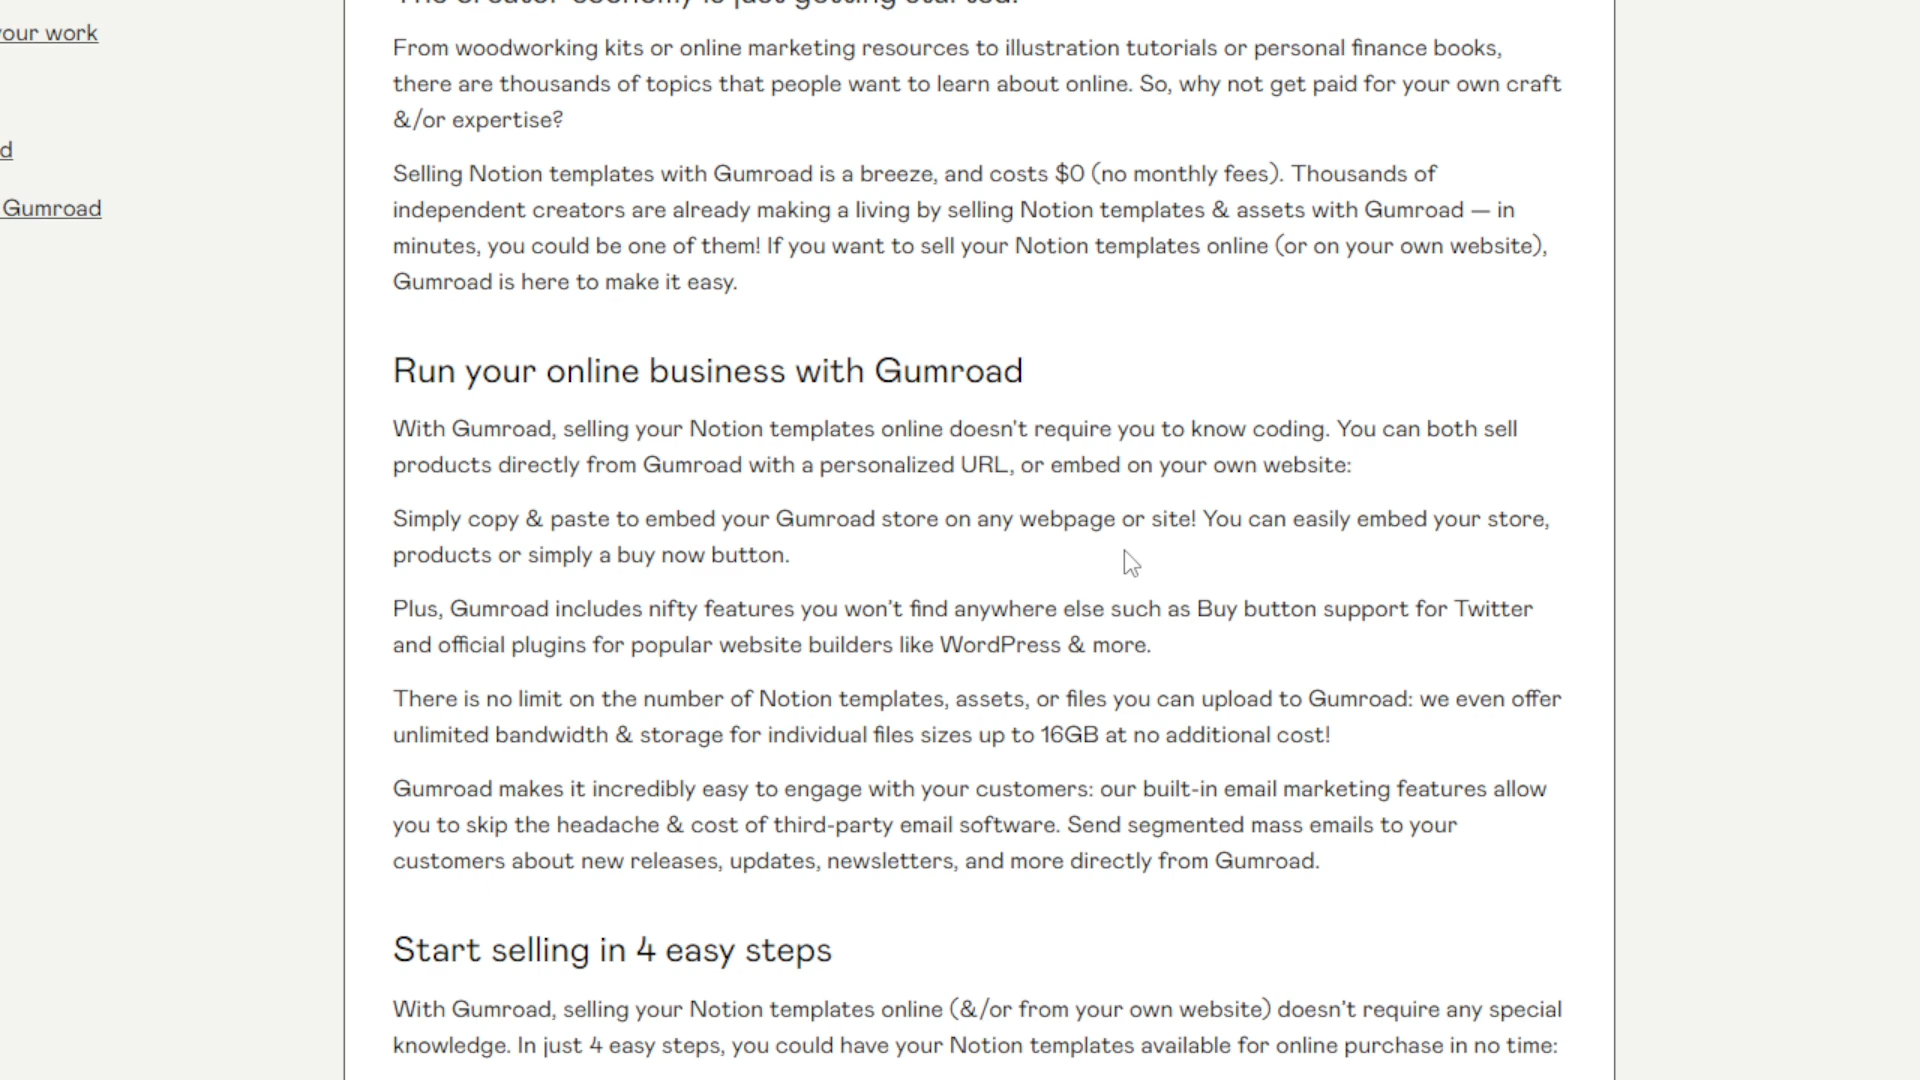 The creator economy is just getting started.
your work
From woodworking kits or online marketing resources to illustration tutorials or personal finance books,
there are thousands of topics that people want to learn about online. So, why not get paid for your own craft
&/or expertise?
d
Selling Notion templates with Gumroad is a breeze, and costs $0 (no monthly fees). Thousands of
independent creators are already making a living by selling Notion templates & assets with Gumroad — in
Gumroad
minutes, you could be one of them! If you want to sell your Notion templates online (or on your own website),
Gumroad is here to make it easy.
Run your online business with Gumroad
With Gumroad, selling your Notion templates online doesn't require you to know coding. You can both sell
products directly from Gumroad with a personalized URL, or embed on your own website:
Simply copy & paste to embed your Gumroad store on any webpage or site! You can easily embed your store,
products or simply a buy now button.
Plus, Gumroad includes nifty features you won't find anywhere else such as Buy button support for Twitter
and official plugins for popular website builders like WordPress & more.
There is no limit on the number of Notion templates, assets, or files you can upload to Gumroad: we even offer
unlimited bandwidth & storage for individual files sizes up to 16GB at no additional cost!
Gumroad makes it incredibly easy to engage with your customers: our built-in email marketing features allow
you to skip the headache & cost of third-party email software. Send segmented mass emails to your
customers about new releases, updates, newsletters, and more directly from Gumroad.
Start selling in 4 easy steps
With Gumroad, selling your Notion templates online (&/or from your own website) doesn't require any special
knowledge. In just 4 easy steps, you could have your Notion templates available for online purchase in no time: